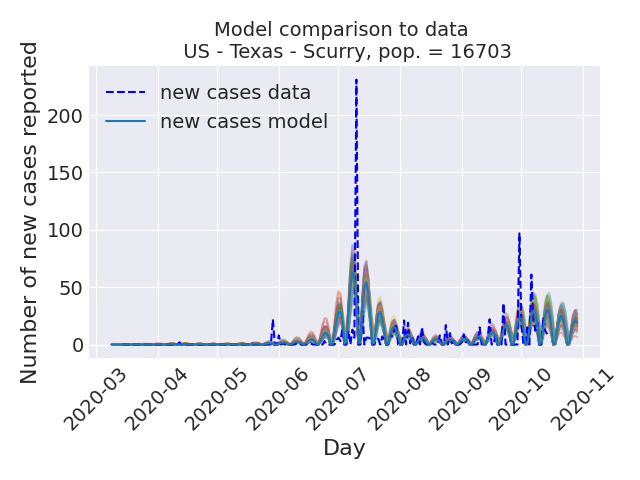 Model comparison to data
US - Texas - Scurry, pop. = 16703
Number of new cases reported
new cases data
new cases model
200
150
100
50
0
2020-03
2020-04
2020-05
2020-06
2020-07
2020-08
2020-09
2020-10
2020-11
Day